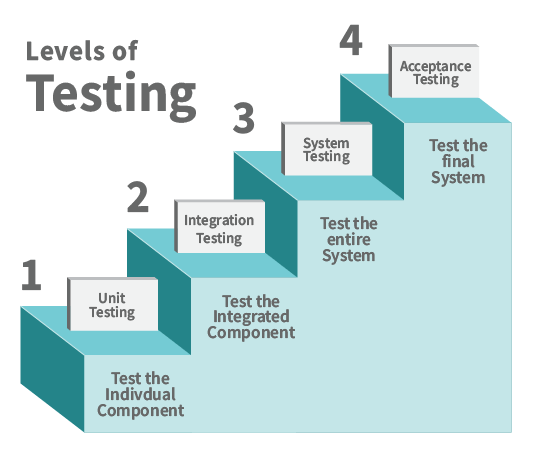 Levels of
Testing
1
Unit
Testing
Test the
Indivdual
Component
2
Integration
Testing
Test the
Integrated
Component
3
System
Testing
Test the
entire
System
4
Acceptance
Testing
Test the
final
System